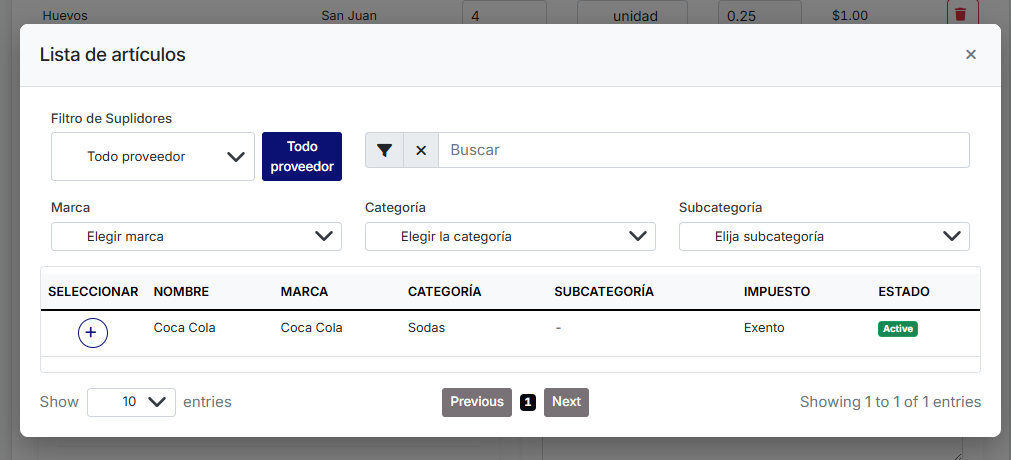 Huevos San Juan 4 unidad 0.25 $1.00
Lista de artículos ×
Filtro de Suplidores
Todo proveedor
Todo
proveedor
Buscar
Marca Categoría Subcategoría
Elegir marca Elegir la categoría Elija subcategoría
SELECCIONAR NOMBRE MARCA CATEGORÍA SUBCATEGORÍA IMPUESTO ESTADO
Coca Cola Coca Cola Sodas - Exento Active
Show 10 entries Previous 1 Next Showing 1 to 1 of 1 entries